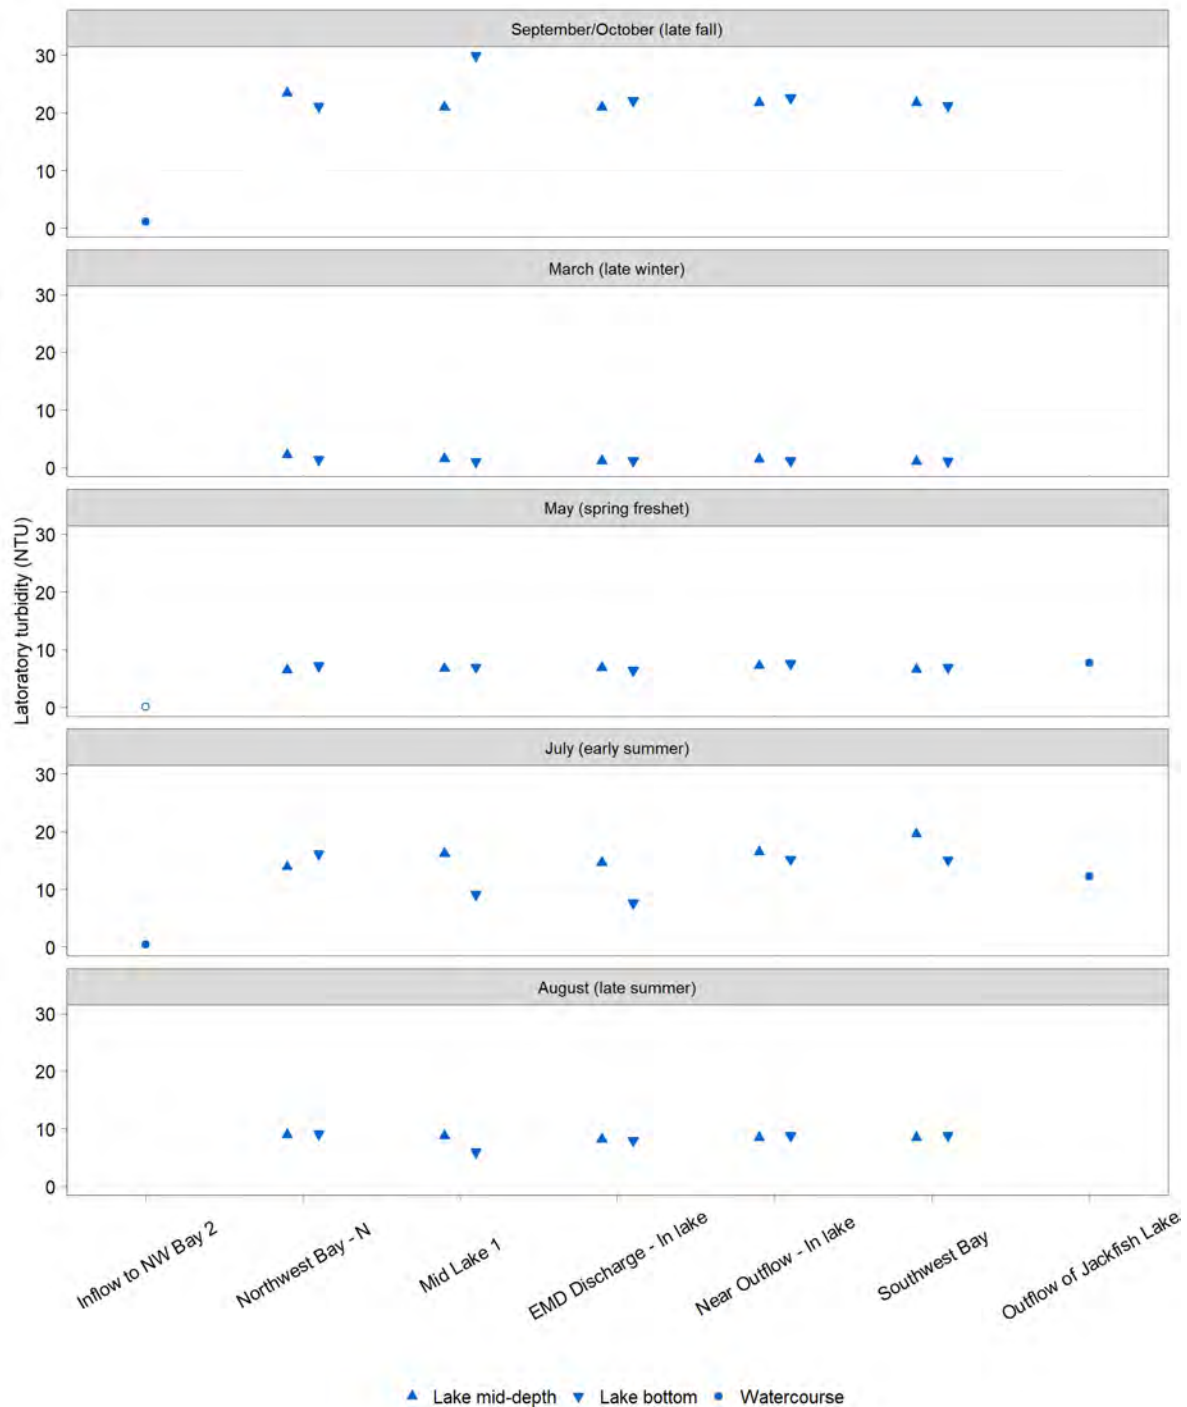 September/October (late fall)
30
20
10
0
March (late winter)
30
20
10
0
May (spring freshet)
30
20
10
0
Latoratory turbidity (NTU)
July (early summer)
30
20
10
0
August (late summer)
30
20
10
0
Inflow to NW Bay 2
Northwest Bay - N
Mid Lake 1
EMD Discharge - In lake
Near Outflow - In lake
Southwest Bay
Outflow of Jackfish Lake
Lake mid-depth Lake bottom Watercourse